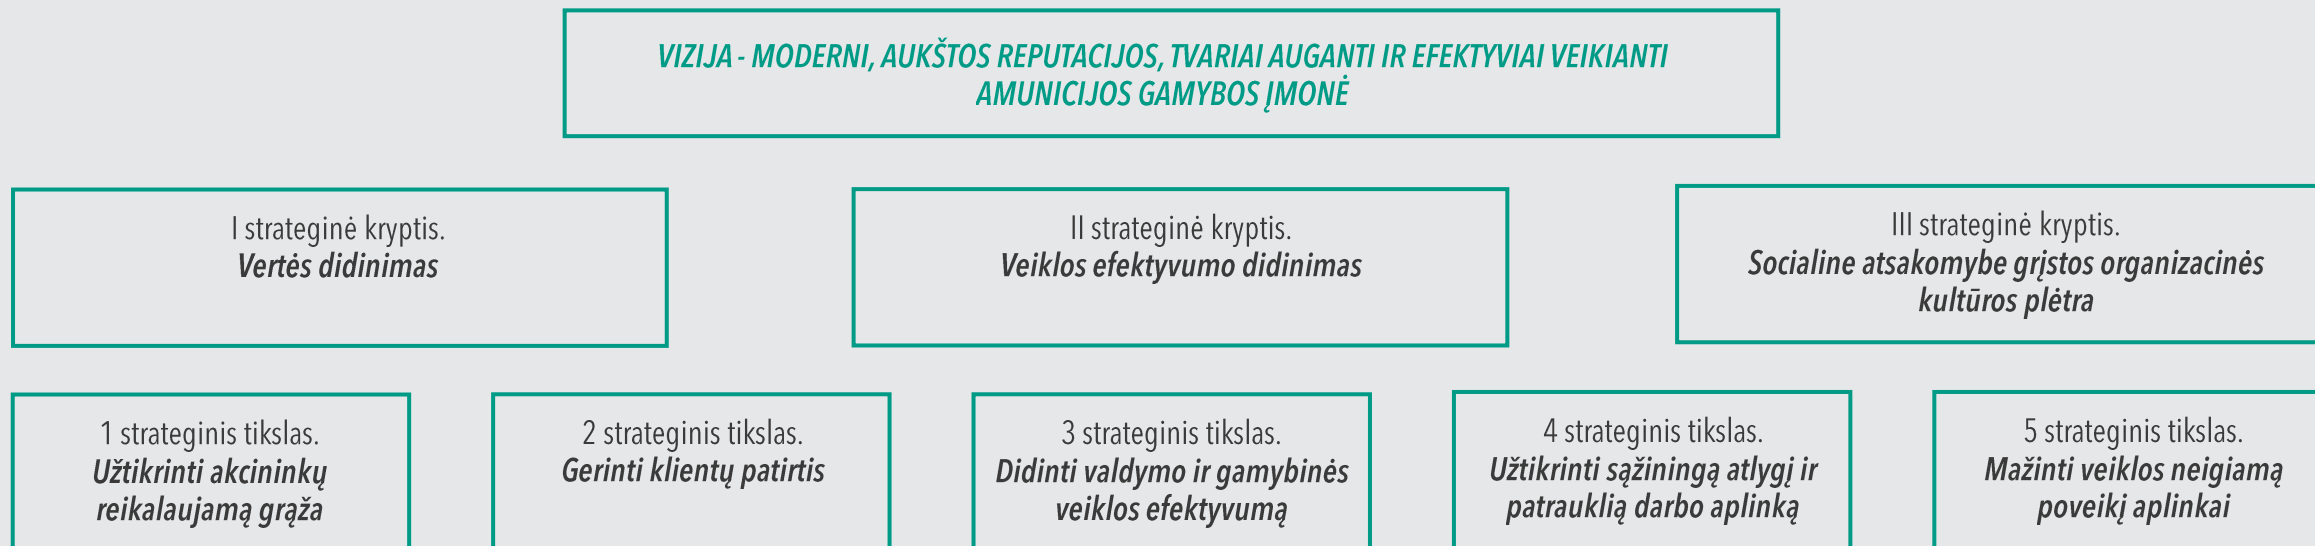 VIZIJA - MODERNI, AUKŠTOS REPUTACIJOS, TVARIAI AUGANTI IR EFEKTYVIAI VEIKIANTI
AMUNICIJOS GAMYBOS ĮMONĖ
I strateginė kryptis.
Vertės didinimas
II strateginė kryptis.
Veiklos efektyvumo didinimas
III strateginė kryptis.
Socialine atsakomybe grįstos organizacinės
kultūros plėtra
1 strateginis tikslas.
Užtikrinti akcininkų
reikalaujamą grąža
2 strateginis tikslas.
Gerinti klientų patirtis
3 strateginis tikslas.
Didinti valdymo ir gamybinės
veiklos efektyvumą
4 strateginis tikslas.
Užtikrinti sąžiningą atlygį ir
patrauklią darbo aplinką
5 strateginis tikslas.
Mažinti veiklos neigiamą
poveikį aplinkai